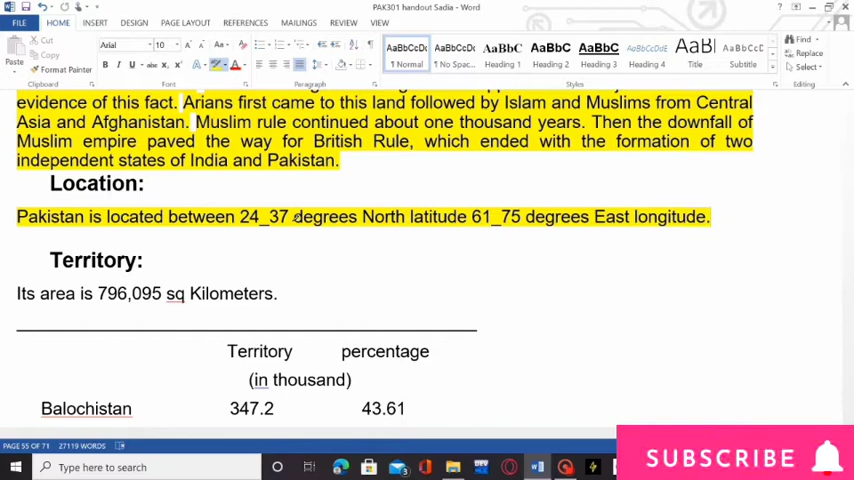 PAK301 handout Sadia - Word
FILE HOME INSERT DESIGN PAGE LAYOUT REFERENCES MAILINGS REVIEW VIEW
Cut
Copy
Format Painter
Paste
Arial 10
AaBbCcDc AaBbCcDc AaBbC AaBbCc AaBbCc AaBbCcDdE AaB AaBbCcD
¶ Normal ¶ No Spac... Heading 1 Heading 2 Heading 3 Heading 4 Title Subtitle
Find
Replace
Select
Clipboard Font Paragraph Styles Editing
evidence of this fact. Arians first came to this land followed by Islam and Muslims from Central
Asia and Afghanistan. Muslim rule continued about one thousand years. Then the downfall of
Muslim empire paved the way for British Rule, which ended with the formation of two
independent states of India and Pakistan.
Location:
Pakistan is located between 24_37 degrees North latitude 61_75 degrees East longitude.
Territory:
Its area is 796,095 sq Kilometers.
Territory percentage
(in thousand)
Balochistan 347.2 43.61
PAGE 55 OF 71 27119 WORDS
Type here to search
SUBSCRIBE